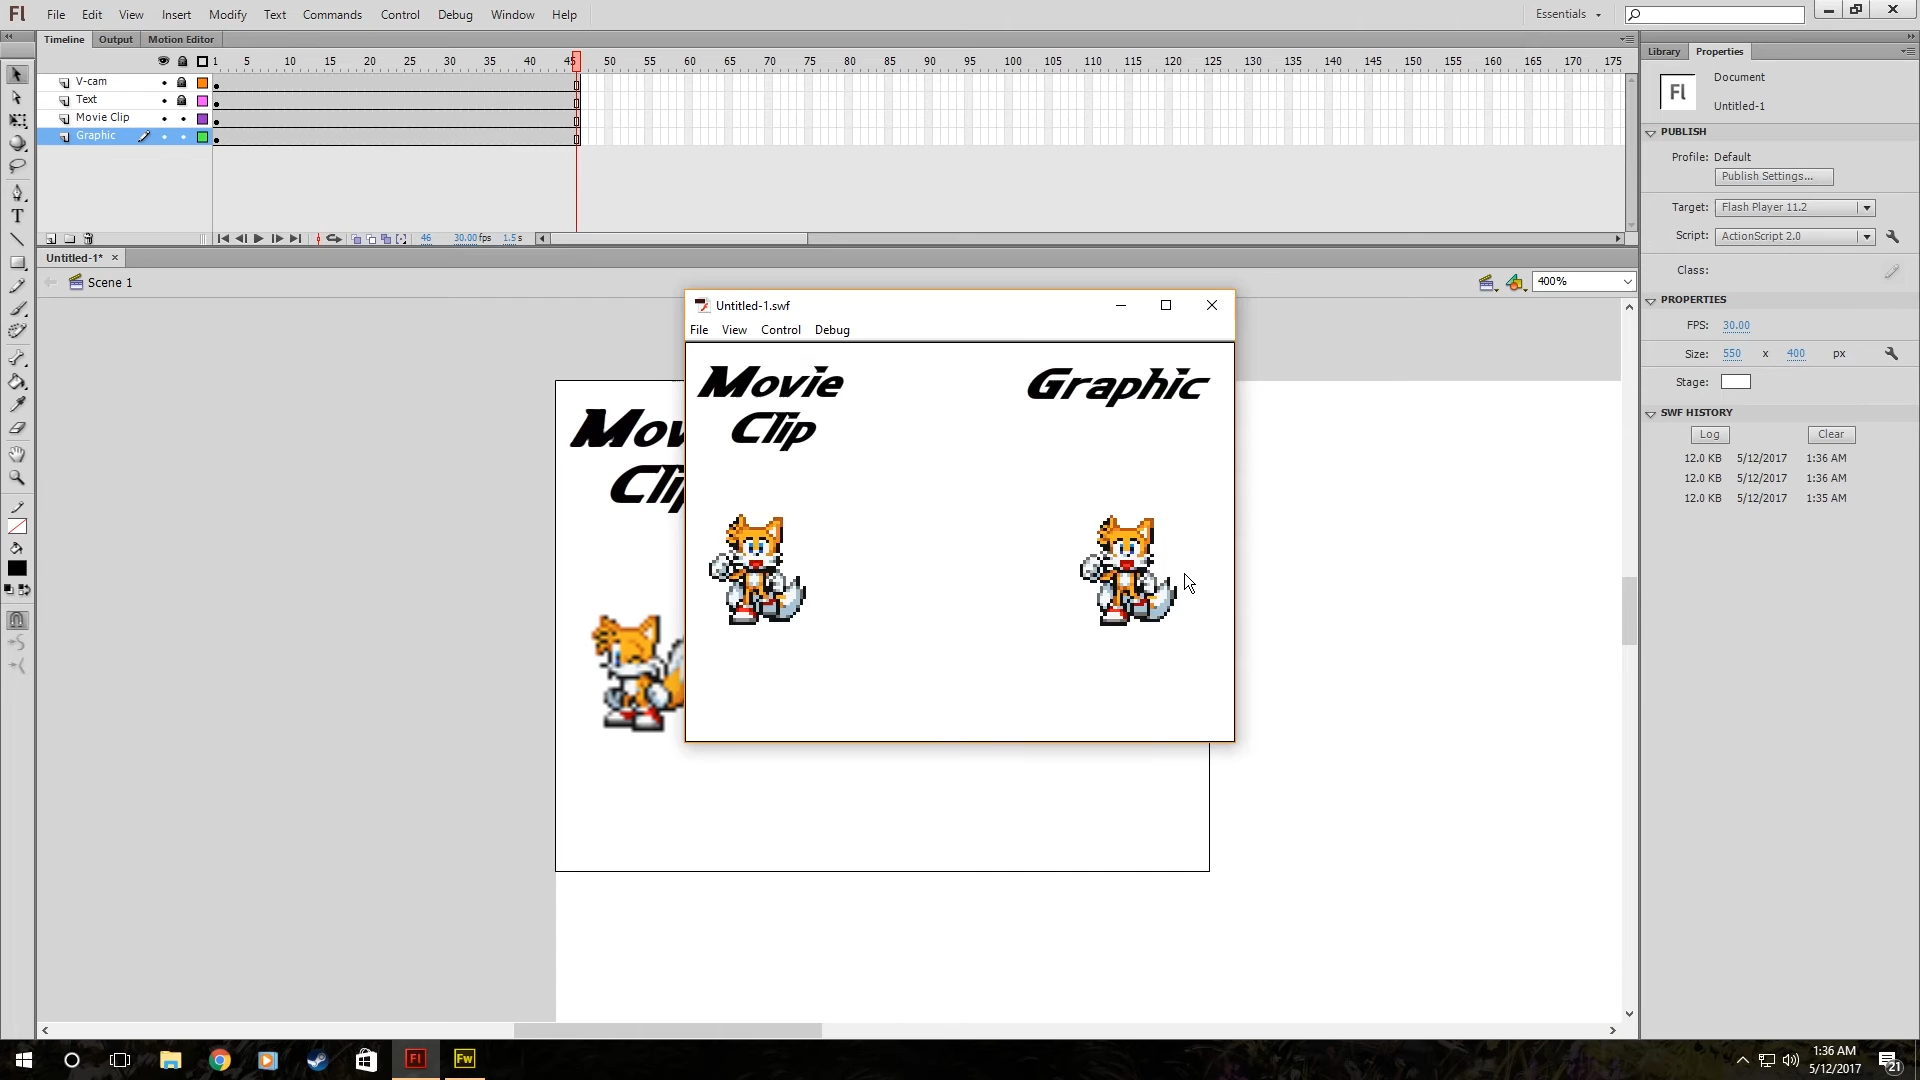 Fl File Edit View Insert Modify Text Commands Control Debug Window Help Essentials
Timeline Output Motion Editor
Library Properties
1 5 10 15 20 25 30 35 40 45 50 55 60 65 70 75 80 85 90 95 100 105 110 115 120 125 130 135 140 145 150 155 160 165 170 175
V-cam
Text
Movie Clip
Graphic
46 30.00 fps 1.5 s
Untitled-1*
Scene 1
400%
T
Movie
Clip
Untitled-1.swf
File View Control Debug
Movie
Clip
Graphic
Fl
Document
Untitled-1
PUBLISH
Profile: Default
Publish Settings...
Target: Flash Player 11.2
Script: ActionScript 2.0
Class:
PROPERTIES
FPS: 30.00
Size: 550 x 400 px
Stage:
SWF HISTORY
Log Clear
12.0 KB 5/12/2017 1:36 AM
12.0 KB 5/12/2017 1:36 AM
12.0 KB 5/12/2017 1:35 AM
Fl Fw
1:36 AM
5/12/2017
21